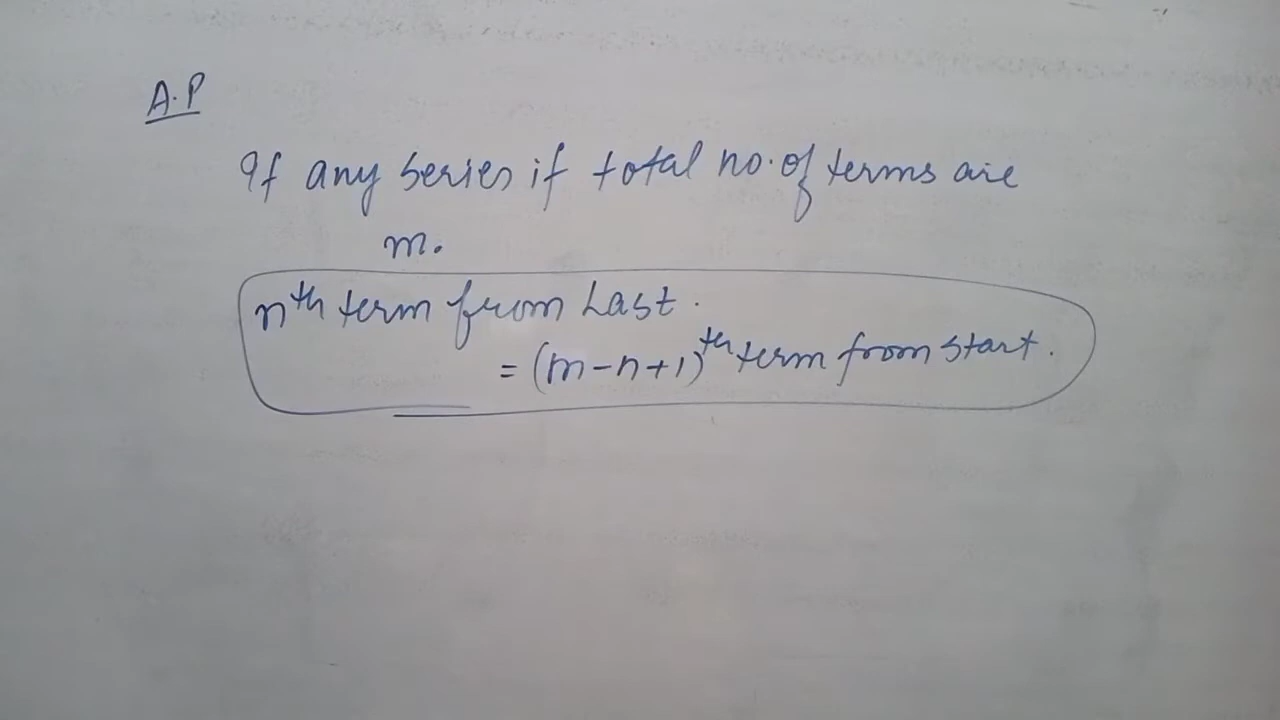 A.P
If any series if total no. of terms are
m.
nth term from Last.
= (m-n+1)th term from start.